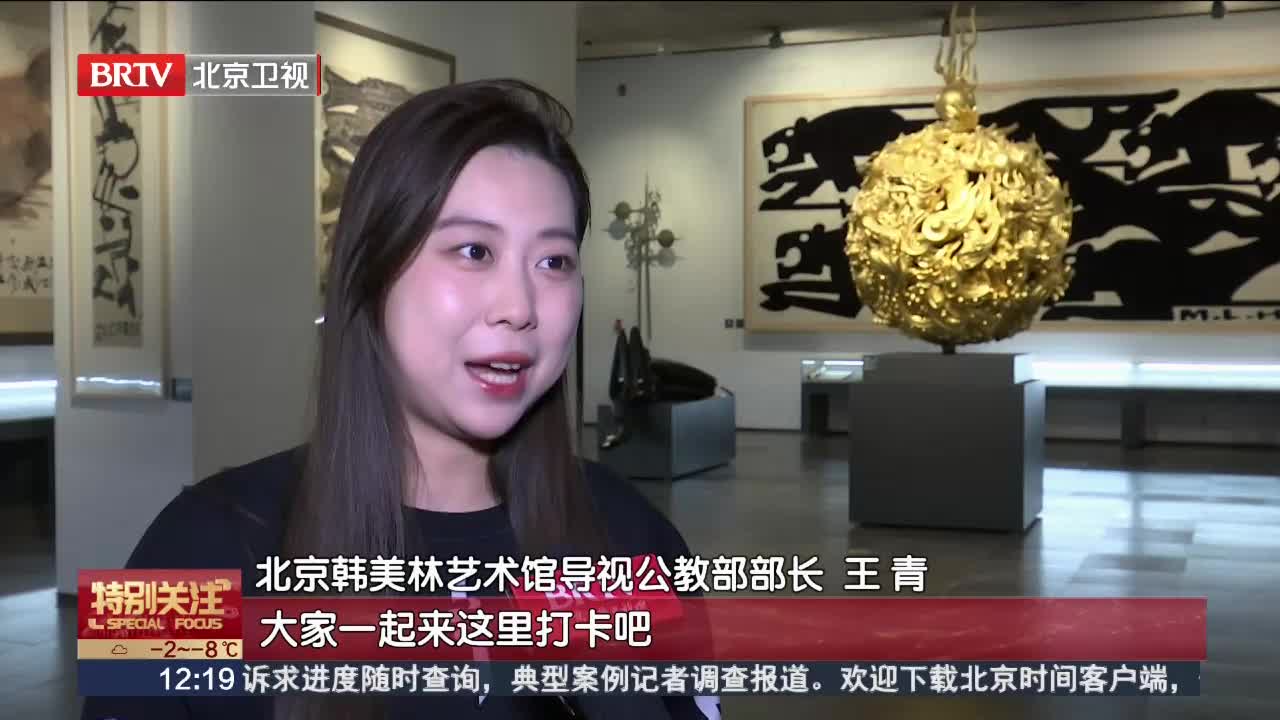 BRTV 北京卫视
M.L.H
北京韩美林艺术馆导视公教部部长 王青
BRTV
特别关注
SPECIAL FOCUS
大家一起来这里打卡吧
-2~-8℃
12:19 诉求进度随时查询，典型案例记者调查报道。欢迎下载北京时间客户端，